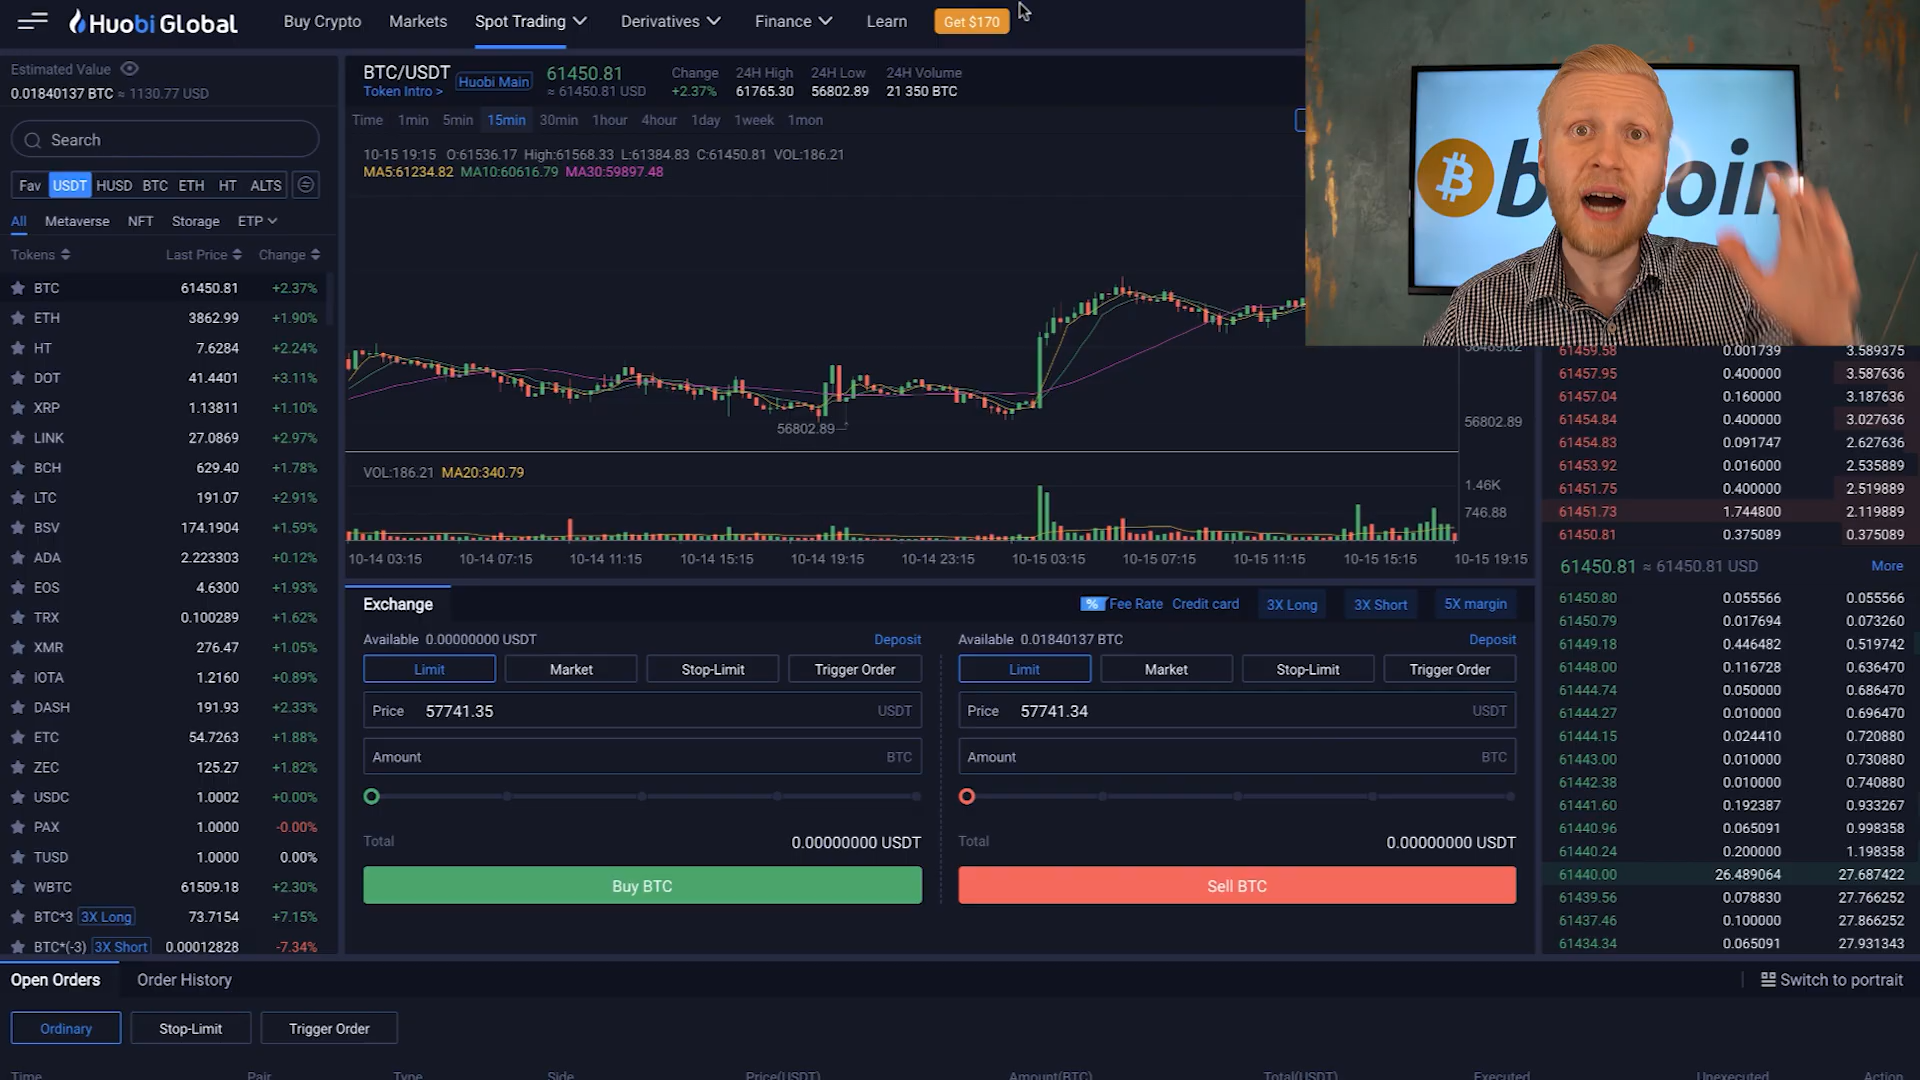 Huobi Global
Buy Crypto
Markets
Spot Trading
Derivatives
Finance
Learn
Get $170
Estimated Value
0.01840137 BTC ≈ 1130.77 USD
Search
Fav USDT HUSD BTC ETH HT ALTS
All Metaverse NFT Storage ETP
Tokens Last Price Change
BTC 61450.81 +2.37%
ETH 3862.99 +1.90%
HT 7.6284 +2.24%
DOT 41.4401 +3.11%
XRP 1.13811 +1.10%
LINK 27.0869 +2.97%
BCH 629.40 +1.78%
LTC 191.07 +2.91%
BSV 174.1904 +1.59%
ADA 2.223303 +0.12%
EOS 4.6300 +1.93%
TRX 0.100289 +1.62%
XMR 276.47 +1.05%
IOTA 1.2160 +0.89%
DASH 191.93 +2.33%
ETC 54.7263 +1.88%
ZEC 125.27 +1.82%
USDC 1.0002 +0.00%
PAX 1.0000 -0.00%
TUSD 1.0000 0.00%
WBTC 61509.18 +2.30%
BTC*3 3X Long 73.7154 +7.15%
BTC*(-3) 3X Short 0.00012828 -7.34%
BTC/USDT Huobi Main 61450.81 Change 24H High 24H Low 24H Volume
Token Intro > ≈ 61450.81 USD +2.37% 61765.30 56802.89 21 350 BTC
Time 1min 5min 15min 30min 1hour 4hour 1day 1week 1mon
10-15 19:15 O:61536.17 High:61568.33 L:61384.83 C:61450.81 VOL:186.21
MA5:61234.82 MA10:60616.79 MA30:59897.48
56802.89
56802.89
VOL:186.21 MA20:340.79
1.46K
746.88
10-14 03:15 10-14 07:15 10-14 11:15 10-14 15:15 10-14 19:15 10-14 23:15 10-15 03:15 10-15 07:15 10-15 11:15 10-15 15:15 10-15 19:15
Exchange
% Fee Rate Credit card 3X Long 3X Short 5X margin
Available 0.00000000 USDT Deposit
Limit Market Stop-Limit Trigger Order
Price 57741.35 USDT
Amount BTC
Total 0.00000000 USDT
Buy BTC
Available 0.01840137 BTC Deposit
Limit Market Stop-Limit Trigger Order
Price 57741.34 USDT
Amount BTC
Total 0.00000000 USDT
Sell BTC
61459.58 0.001739 3.589375
61457.95 0.400000 3.587636
61457.04 0.160000 3.187636
61454.84 0.400000 3.027636
61454.83 0.091747 2.627636
61453.92 0.016000 2.535889
61451.75 0.400000 2.519889
61451.73 1.744800 2.119889
61450.81 0.375089 0.375089
61450.81 ≈ 61450.81 USD More
61450.80 0.055566 0.055566
61450.79 0.017694 0.073260
61449.18 0.446482 0.519742
61448.00 0.116728 0.636470
61444.74 0.050000 0.686470
61444.27 0.010000 0.696470
61444.15 0.024410 0.720880
61443.00 0.010000 0.730880
61442.38 0.010000 0.740880
61441.60 0.192387 0.933267
61440.96 0.065091 0.998358
61440.24 0.200000 1.198358
61440.00 26.489064 27.687422
61439.56 0.078830 27.766252
61437.46 0.100000 27.866252
61434.34 0.065091 27.931343
Open Orders Order History
Switch to portrait
Ordinary Stop-Limit Trigger Order
Time Pair Type Side Price(USDT) Amount(BTC) Total(USDT) Executed Unexecuted Action